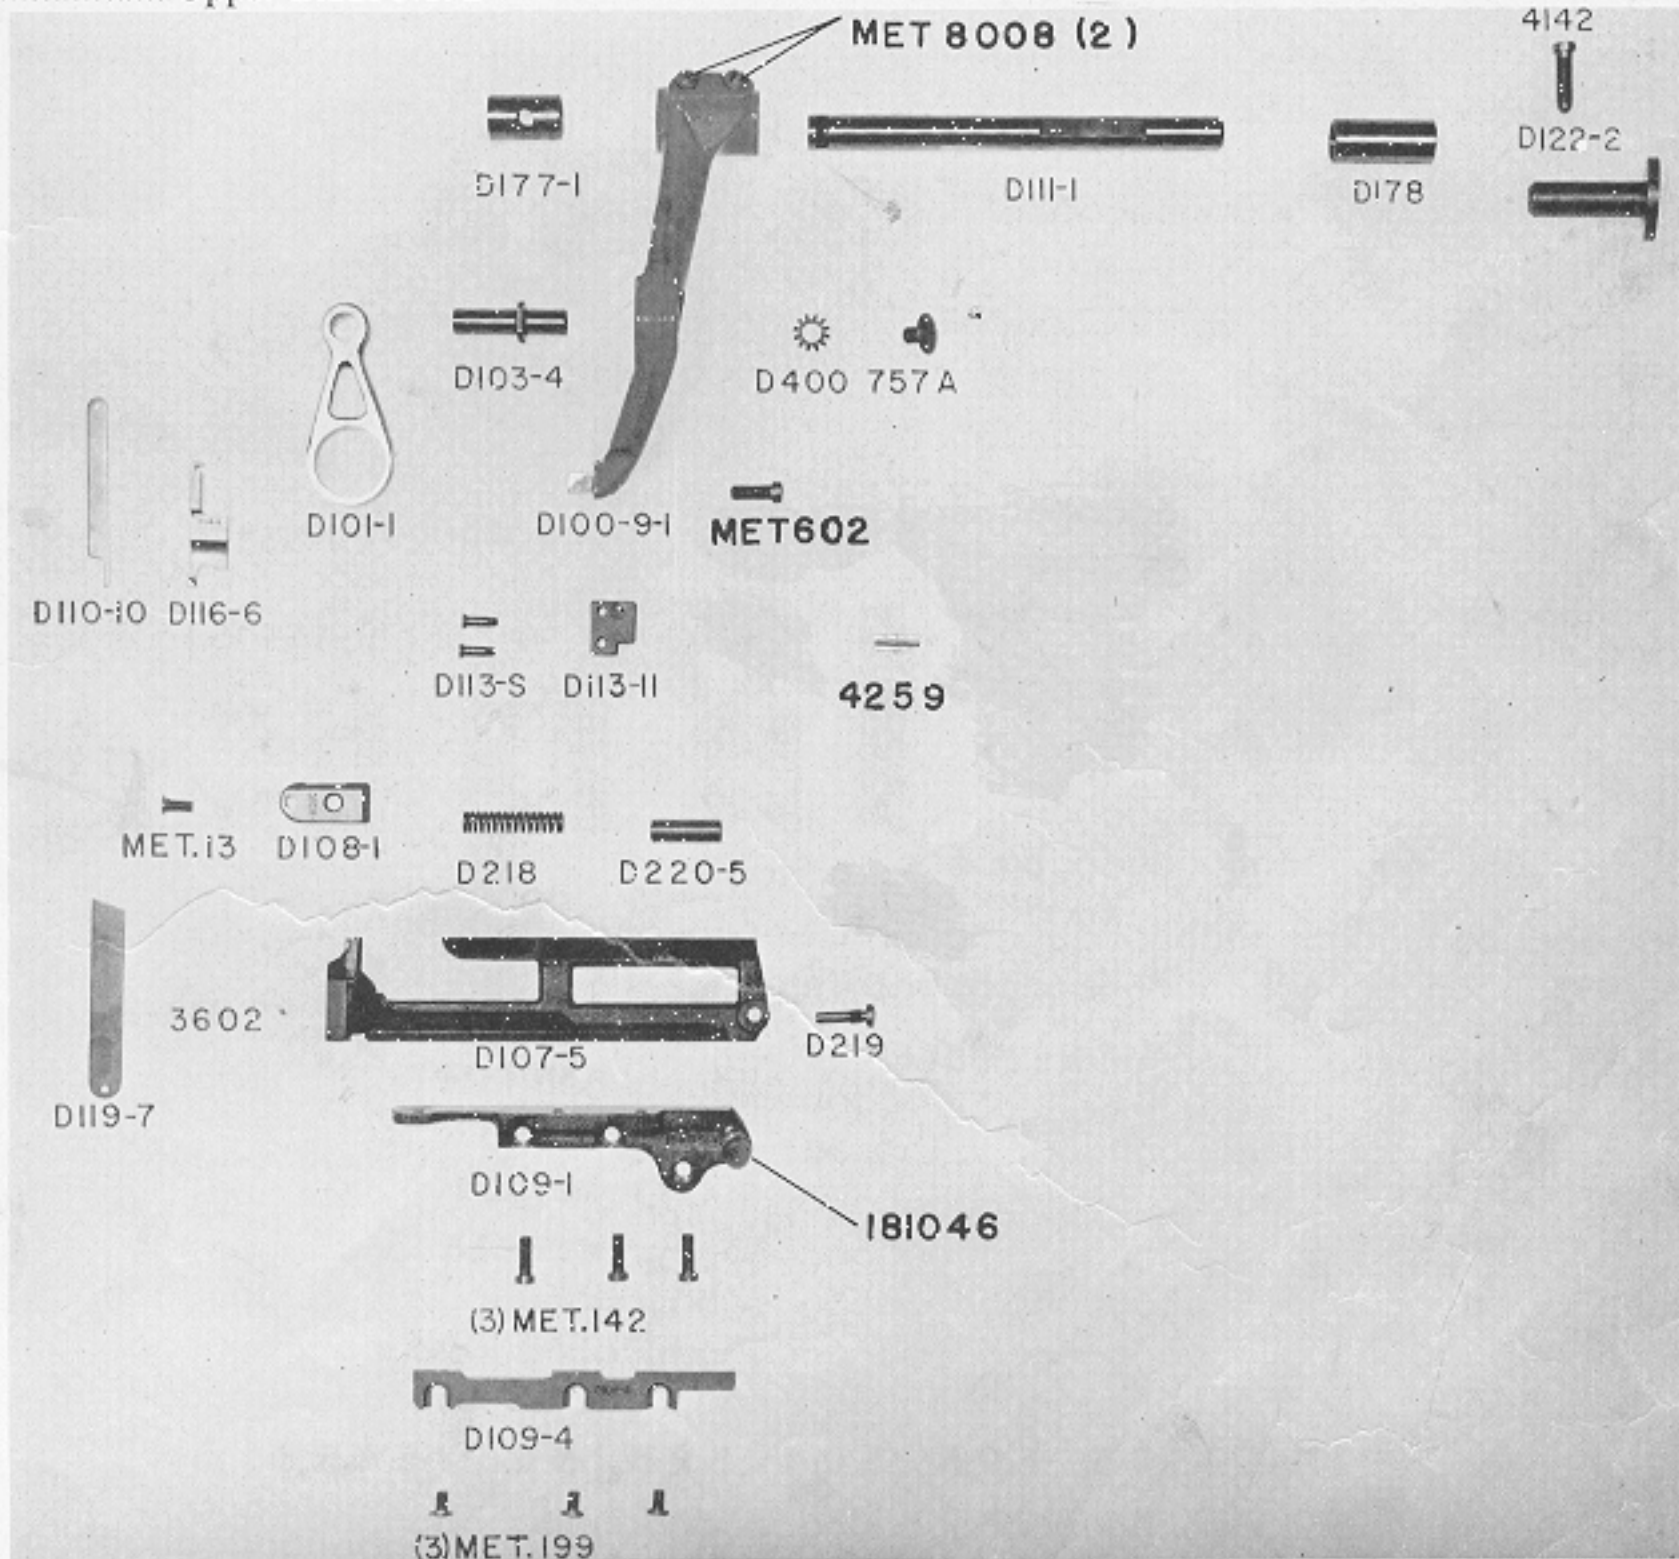 MET 8008 (2)
4142
D177-1
D111-1
D178
D122-2
D103-4
D400 757A
D101-1
D100-9-1
MET602
D110-10
D116-6
D113-S
D113-11
4259
MET.13
D108-1
D218
D220-5
3602
D107-5
D219
D119-7
D109-1
181046
(3) MET.142
D109-4
(3) MET.199